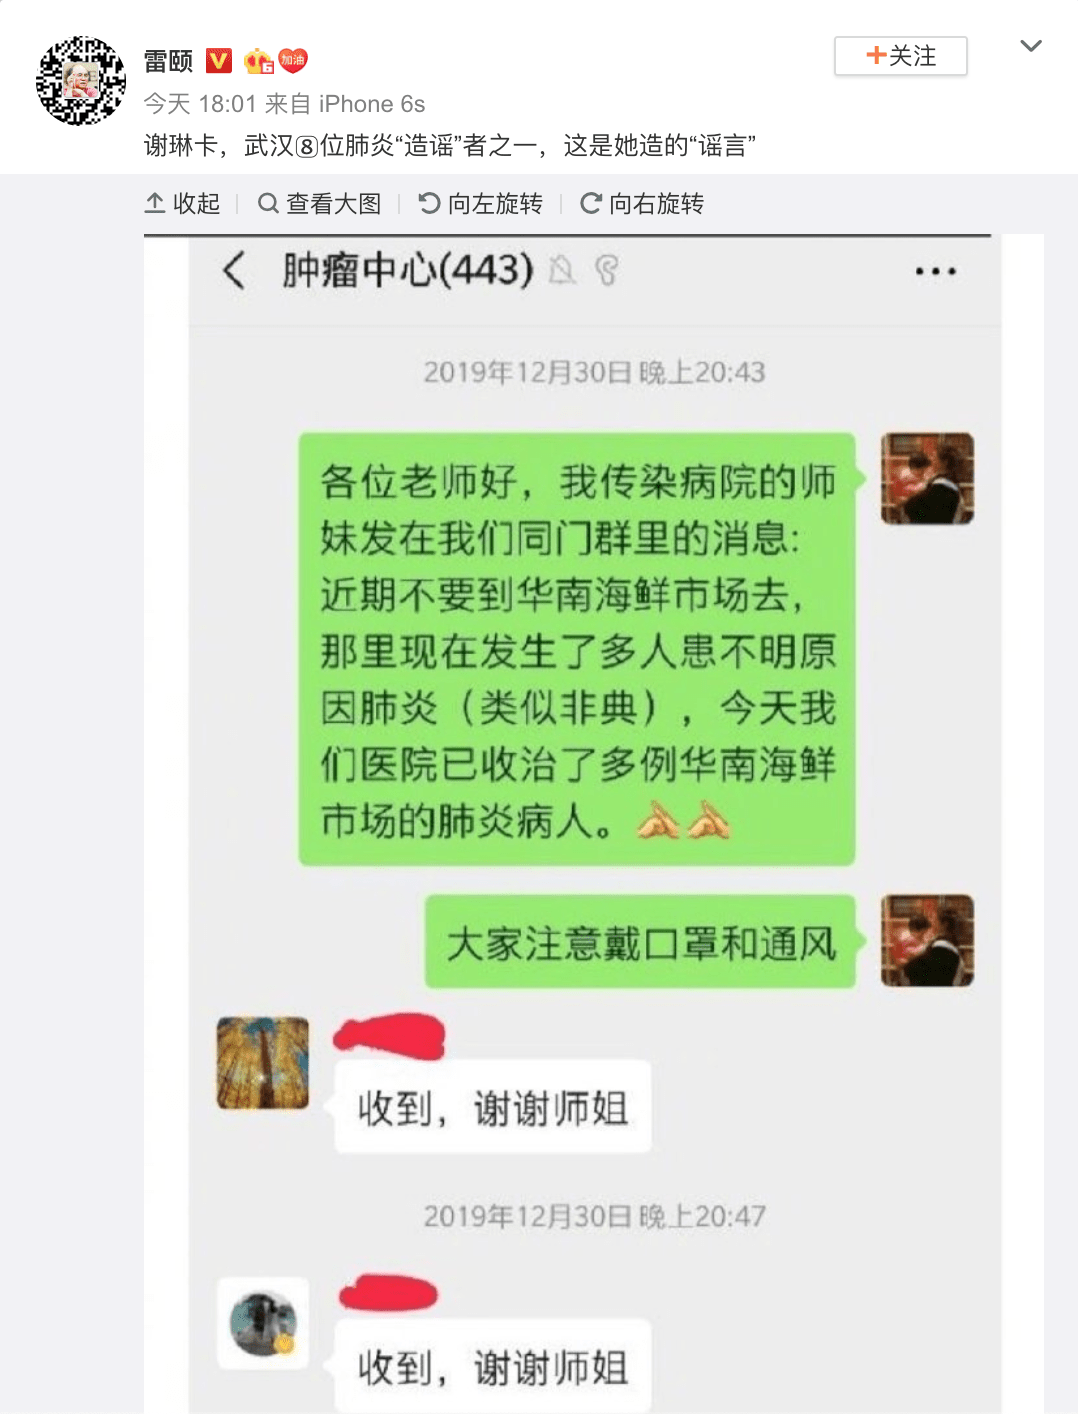 雷颐
V
6
加油
+关注
今天 18:01 来自 iPhone 6s
谢琳卡，武汉⑧位肺炎“造谣”者之一，这是她造的“谣言”
收起
查看大图
向左旋转
向右旋转
肿瘤中心(443)
2019年12月30日 晚上20:43
各位老师好，我传染病院的师
妹发在我们同门群里的消息:
近期不要到华南海鲜市场去，
那里现在发生了多人患不明原
因肺炎（类似非典），今天我
们医院已收治了多例华南海鲜
市场的肺炎病人。🙏🙏
大家注意戴口罩和通风
收到，谢谢师姐
2019年12月30日 晚上20:47
收到，谢谢师姐